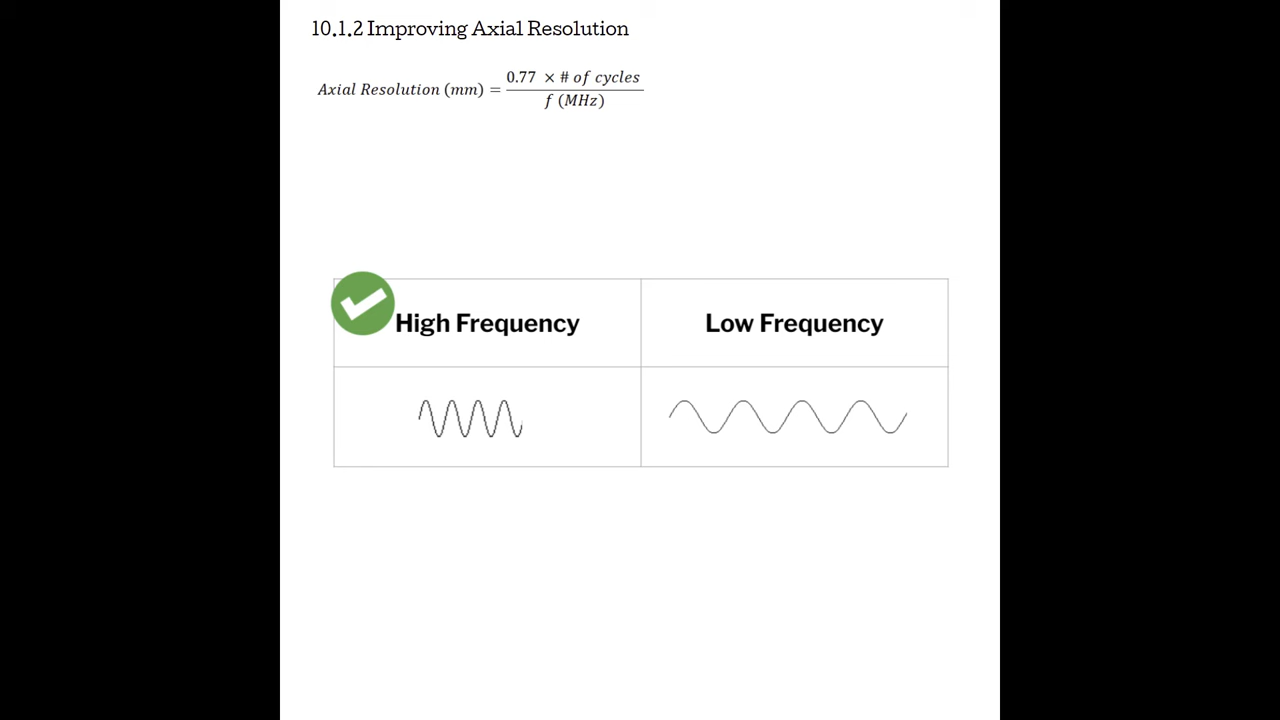 10.1.2 Improving Axial Resolution
Axial Resolution (mm) = 0.77 × # of cycles / f (MHz)
High Frequency
Low Frequency